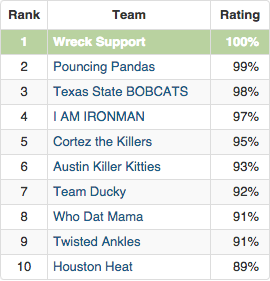 Rank Team Rating
1 Wreck Support 100%
2 Pouncing Pandas 99%
3 Texas State BOBCATS 98%
4 I AM IRONMAN 97%
5 Cortez the Killers 95%
6 Austin Killer Kitties 93%
7 Team Ducky 92%
8 Who Dat Mama 91%
9 Twisted Ankles 91%
10 Houston Heat 89%